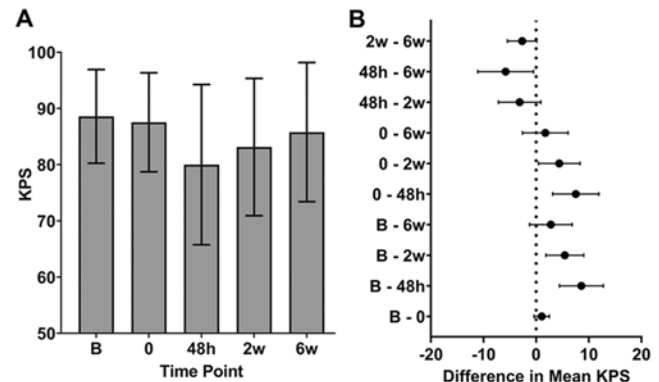 A
KPS
100
90
80
70
60
50
B
0
48h
2w
6w
Time Point
B
2w - 6w
48h - 6w
48h - 2w
0 - 6w
0 - 2w
0 - 48h
B - 6w
B - 2w
B - 48h
B - 0
-20
-10
0
10
20
Difference in Mean KPS